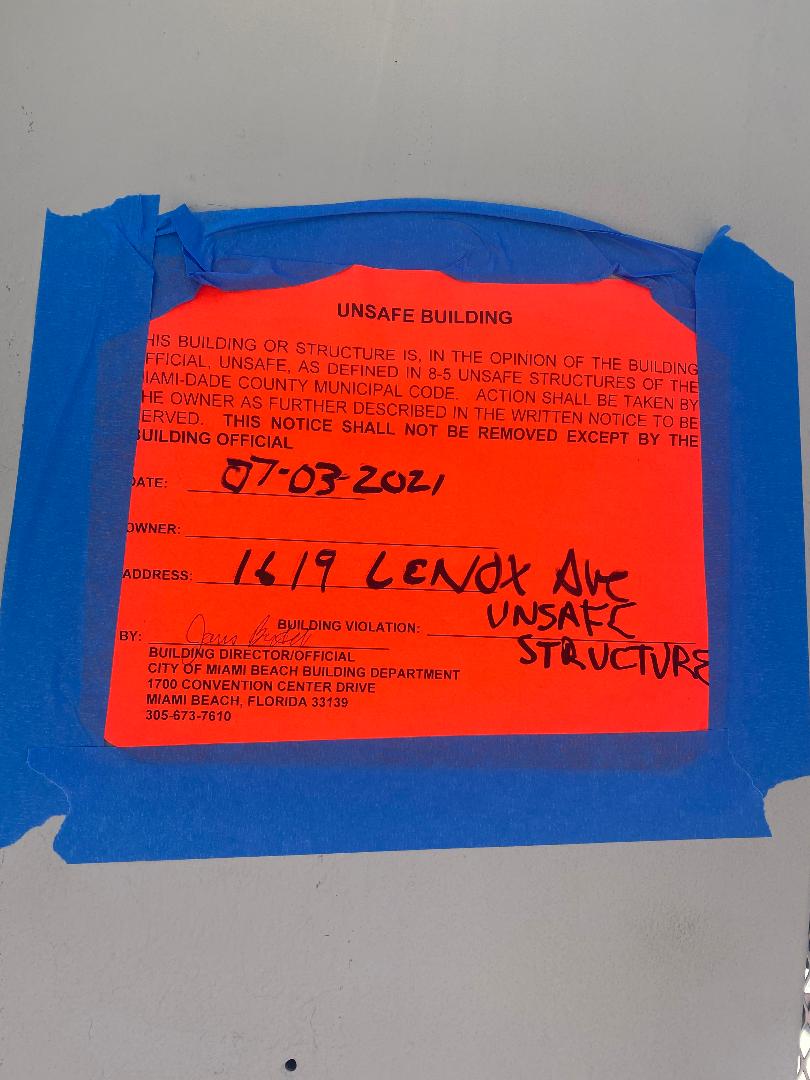 UNSAFE BUILDING
HIS BUILDING OR STRUCTURE IS, IN THE OPINION OF THE BUILDING
FFICIAL, UNSAFE, AS DEFINED IN 8-5 UNSAFE STRUCTURES OF THE
IAMI-DADE COUNTY MUNICIPAL CODE. ACTION SHALL BE TAKEN BY
HE OWNER AS FURTHER DESCRIBED IN THE WRITTEN NOTICE TO BE
ERVED. THIS NOTICE SHALL NOT BE REMOVED EXCEPT BY THE
BUILDING OFFICIAL
DATE: 07-03-2021
OWNER:
ADDRESS: 1619 LENOX Ave
BUILDING VIOLATION: UNSAFE
STRUCTURE
BY:
BUILDING DIRECTOR/OFFICIAL
CITY OF MIAMI BEACH BUILDING DEPARTMENT
1700 CONVENTION CENTER DRIVE
MIAMI BEACH, FLORIDA 33139
305-673-7610